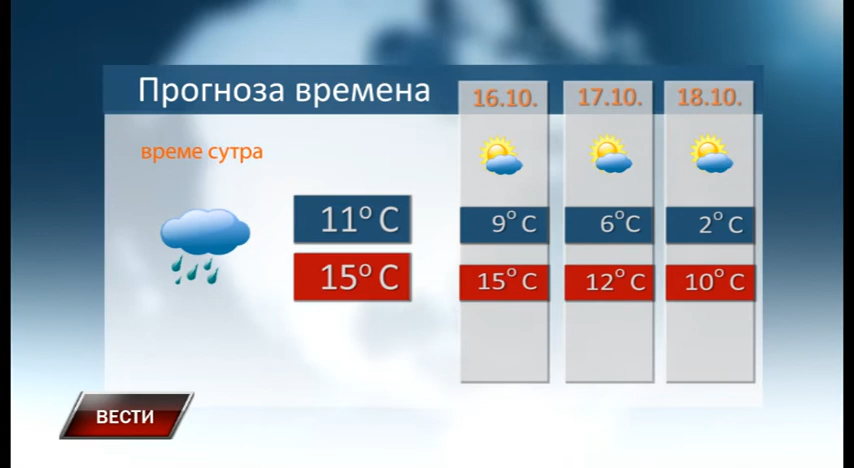 Прогноза времена
време сутра
11° C
15° C
16.10.
9° C
15° C
17.10.
6°C
12° C
18.10.
2° C
10° C
ВЕСТИ